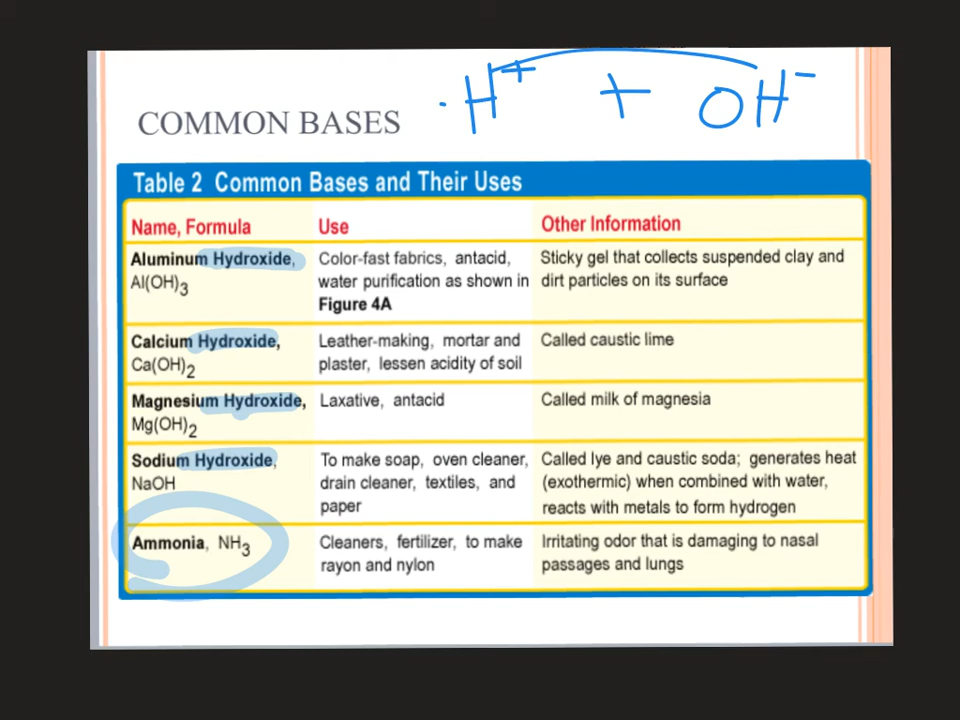 H⁺ + OH⁻
COMMON BASES
Table 2 Common Bases and Their Uses
Name, Formula
Use
Other Information
Aluminum Hydroxide,
Al(OH)₃
Color-fast fabrics, antacid,
water purification as shown in
Figure 4A
Sticky gel that collects suspended clay and
dirt particles on its surface
Calcium Hydroxide,
Ca(OH)₂
Leather-making, mortar and
plaster, lessen acidity of soil
Called caustic lime
Magnesium Hydroxide,
Mg(OH)₂
Laxative, antacid
Called milk of magnesia
Sodium Hydroxide,
NaOH
To make soap, oven cleaner,
drain cleaner, textiles, and
paper
Called lye and caustic soda; generates heat
(exothermic) when combined with water,
reacts with metals to form hydrogen
Ammonia, NH₃
Cleaners, fertilizer, to make
rayon and nylon
Irritating odor that is damaging to nasal
passages and lungs